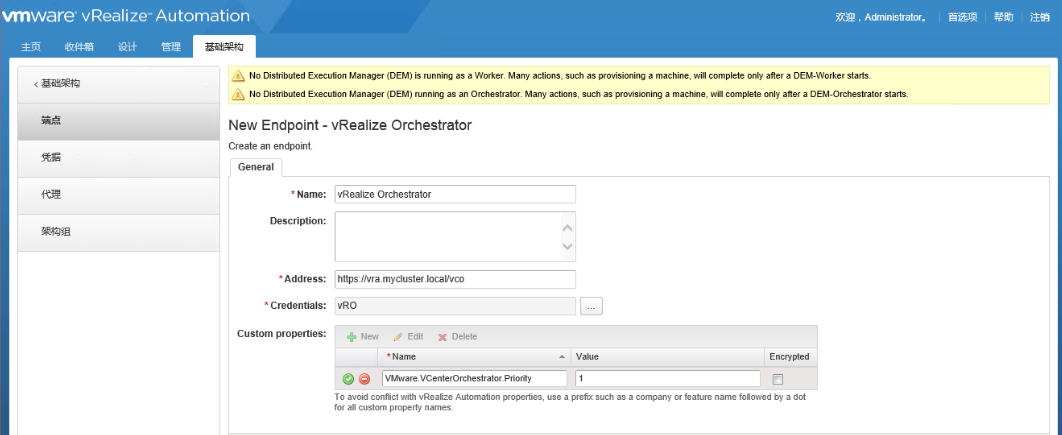 vmware vRealize™ Automation
欢迎，Administrator。 首选项 帮助 注销
主页 收件箱 设计 管理 基础架构
< 基础架构
端点
凭据
代理
架构组
No Distributed Execution Manager (DEM) is running as a Worker. Many actions, such as provisioning a machine, will complete only after a DEM-Worker starts.
No Distributed Execution Manager (DEM) running as an Orchestrator. Many actions, such as provisioning a machine, will complete only after a DEM-Orchestrator starts.
New Endpoint - vRealize Orchestrator
Create an endpoint.
General
* Name: vRealize Orchestrator
Description:
* Address: https://vra.mycluster.local/vco
* Credentials: vRO ...
Custom properties: New Edit Delete
* Name Value Encrypted
VMware.VCenterOrchestrator.Priority 1
To avoid conflict with vRealize Automation properties, use a prefix such as a company or feature name followed by a dot
for all custom property names.